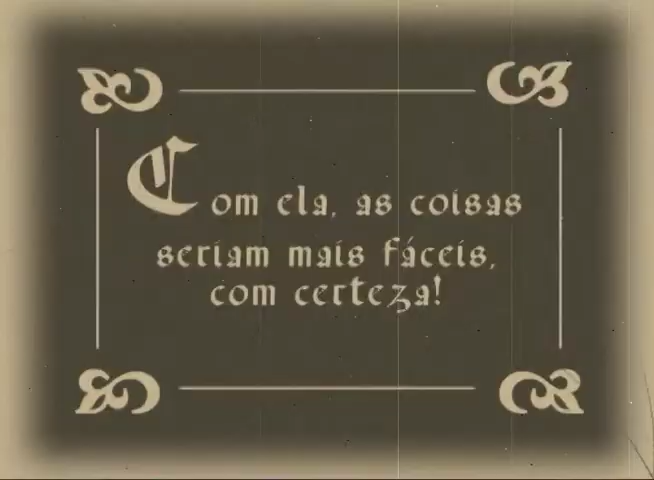 Com ela, as coisas
seriam mais fáceis,
com certeza!